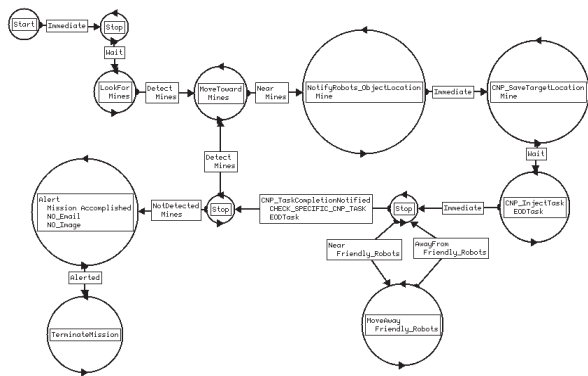 Start
Immediate
Stop
Wait
LookFor
Mines
Detect
Mines
MoveToward
Mines
Near
Mines
NotifyRobots_ObjectLocation
Mine
Immediate
CNP_SaveTargetLocation
Mine
Wait
CNP_InjectTask
EODTask
Immediate
Stop
Near
Friendly_Robots
AwayFrom
Friendly_Robots
MoveAway
Friendly_Robots
CNP_TaskCompletionNotified
CHECK_SPECIFIC_CNP_TASK
EODTask
Stop
Detect
Mines
NotDetected
Mines
Alert
Mission Accomplished
NO_Email
NO_Image
Alerted
TerminateMission